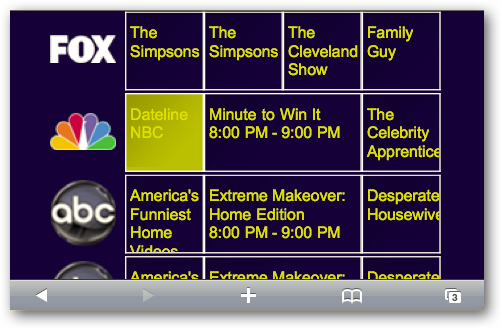 FOX
The
Simpsons
The
Simpsons
The
Cleveland
Show
Family
Guy
Dateline
NBC
Minute to Win It
8:00 PM - 9:00 PM
The
Celebrity
Apprentice
abc
America's
Funniest
Home
Videos
Extreme Makeover:
Home Edition
8:00 PM - 9:00 PM
Desperate
Housewive
America's
Extreme Makeover:
Desperate
3